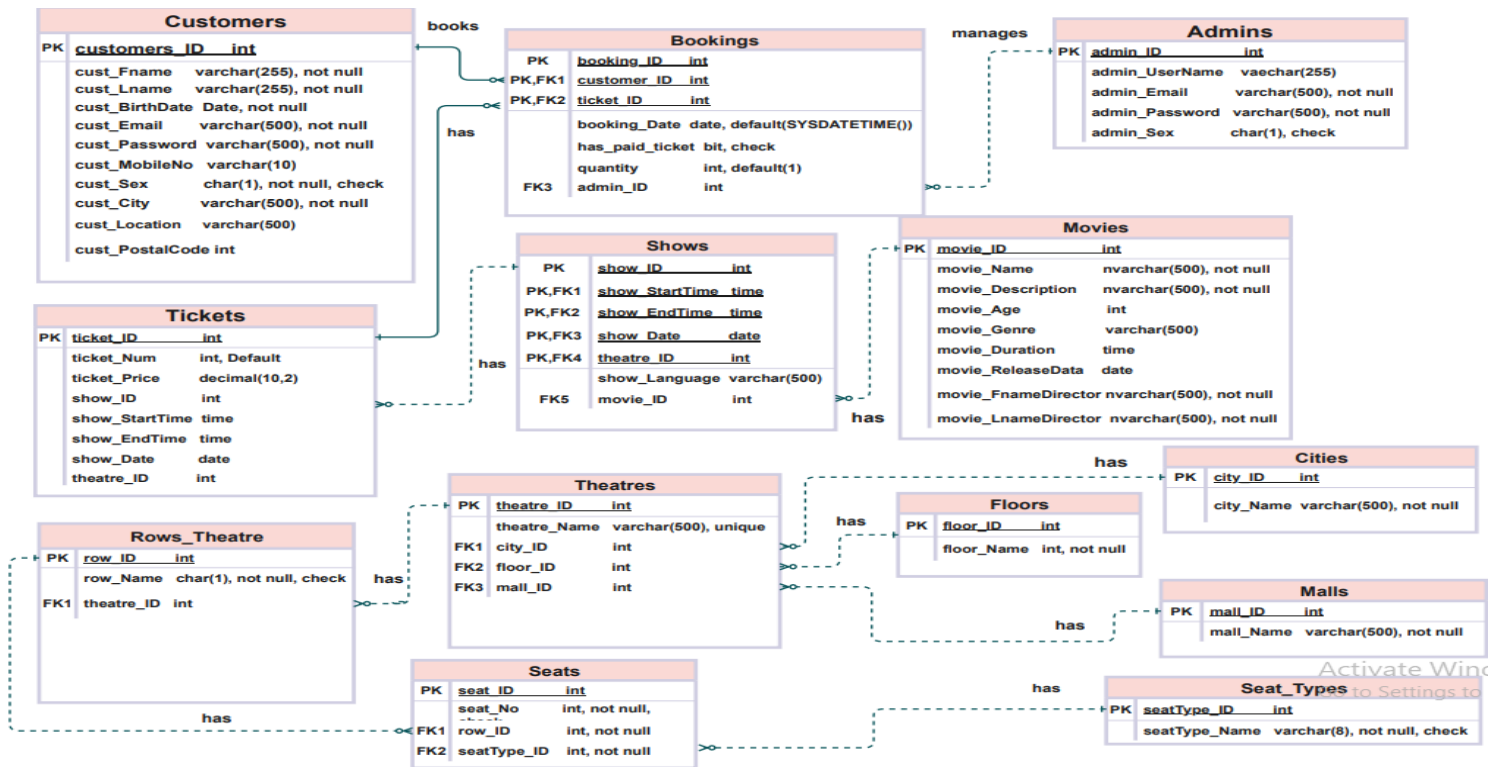 Customers
PK customers_ID int
cust_Fname varchar(255), not null
cust_Lname varchar(255), not null
cust_BirthDate Date, not null
cust_Email varchar(500), not null
cust_Password varchar(500), not null
cust_MobileNo varchar(10)
cust_Sex char(1), not null, check
cust_City varchar(500), not null
cust_Location varchar(500)
cust_PostalCode int
books
has
Bookings
PK booking_ID int
PK,FK1 customer_ID int
PK,FK2 ticket_ID int
booking_Date date, default(SYSDATETIME())
has_paid_ticket bit, check
quantity int, default(1)
FK3 admin_ID int
manages
Admins
PK admin_ID int
admin_UserName vaechar(255)
admin_Email varchar(500), not null
admin_Password varchar(500), not null
admin_Sex char(1), check
Tickets
PK ticket_ID int
ticket_Num int, Default
ticket_Price decimal(10,2)
show_ID int
show_StartTime time
show_EndTime time
show_Date date
theatre_ID int
has
Shows
PK show_ID int
PK,FK1 show_StartTime time
PK,FK2 show_EndTime time
PK,FK3 show_Date date
PK,FK4 theatre_ID int
show_Language varchar(500)
FK5 movie_ID int
has
Movies
PK movie_ID int
movie_Name nvarchar(500), not null
movie_Description nvarchar(500), not null
movie_Age int
movie_Genre varchar(500)
movie_Duration time
movie_ReleaseData date
movie_FnameDirector nvarchar(500), not null
movie_LnameDirector nvarchar(500), not null
Rows_Theatre
PK row_ID int
row_Name char(1), not null, check
FK1 theatre_ID int
has
has
Theatres
PK theatre_ID int
theatre_Name varchar(500), unique
FK1 city_ID int
FK2 floor_ID int
FK3 mall_ID int
has
Floors
PK floor_ID int
floor_Name int, not null
has
Cities
PK city_ID int
city_Name varchar(500), not null
has
Malls
PK mall_ID int
mall_Name varchar(500), not null
Seats
PK seat_ID int
seat_No int, not null,
FK1 row_ID int, not null
FK2 seatType_ID int, not null
has
Activate Wind
to Settings to
Seat_Types
PK seatType_ID int
seatType_Name varchar(8), not null, check